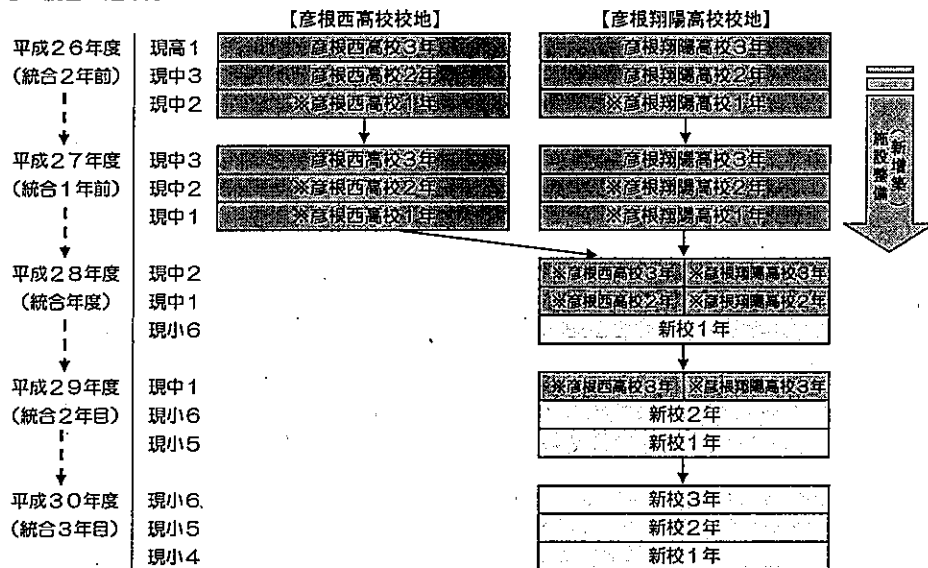 【彦根西高校校地】 【彦根翔陽高校校地】
平成26年度 現高1 彦根西高校3年 彦根翔陽高校3年
(統合2年前) 現中3 彦根西高校2年 彦根翔陽高校2年
現中2 ※彦根西高校1年 ※彦根翔陽高校1年
平成27年度 現中3 彦根西高校3年 彦根翔陽高校3年
(統合1年前) 現中2 ※彦根西高校2年 ※彦根翔陽高校2年
現中1 ※彦根西高校1年 ※彦根翔陽高校1年
(新増築)
施設整備
平成28年度 現中2 ※彦根西高校3年 ※彦根翔陽高校3年
(統合年度) 現中1 ※彦根西高校2年 ※彦根翔陽高校2年
現小6 新校1年
平成29年度 現中1 ※彦根西高校3年 ※彦根翔陽高校3年
(統合2年目) 現小6 新校2年
現小5 新校1年
平成30年度 現小6 新校3年
(統合3年目) 現小5 新校2年
現小4 新校1年